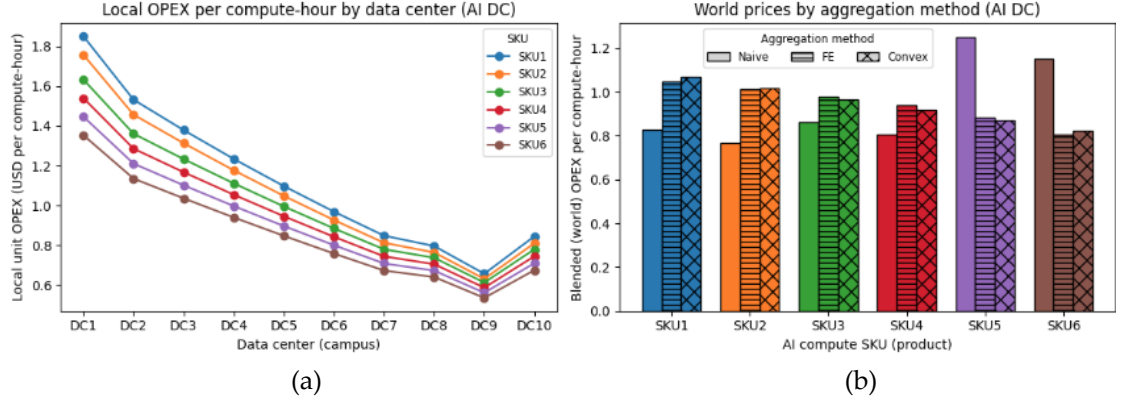 Local OPEX per compute-hour by data center (AI DC)
Local unit OPEX (USD per compute-hour)
1.8
1.6
1.4
1.2
1.0
0.8
0.6
SKU
SKU1
SKU2
SKU3
SKU4
SKU5
SKU6
DC1 DC2 DC3 DC4 DC5 DC6 DC7 DC8 DC9 DC10
Data center (campus)
(a)
World prices by aggregation method (AI DC)
Blended (world) OPEX per compute-hour
1.2
1.0
0.8
0.6
0.4
0.2
0.0
Aggregation method
Naive FE Convex
SKU1 SKU2 SKU3 SKU4 SKU5 SKU6
AI compute SKU (product)
(b)